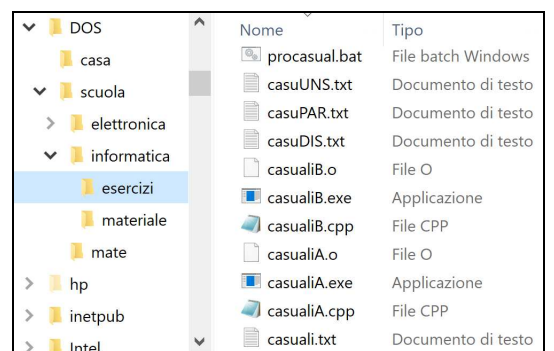 DOS
casa
scuola
elettronica
informatica
esercizi
materiale
mate
hp
inetpub
Intel
Nome Tipo
procasual.bat File batch Windows
casuUNS.txt Documento di testo
casuPAR.txt Documento di testo
casuDIS.txt Documento di testo
casualiB.o File O
casualiB.exe Applicazione
casualiB.cpp File CPP
casualiA.o File O
casualiA.exe Applicazione
casualiA.cpp File CPP
casuali.txt Documento di testo